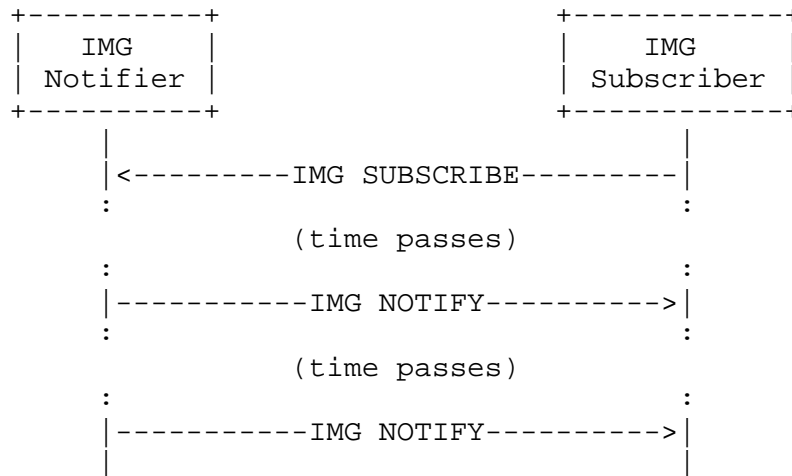 IMG IMG
Notifier Subscriber
IMG SUBSCRIBE
(time passes)
IMG NOTIFY
(time passes)
IMG NOTIFY